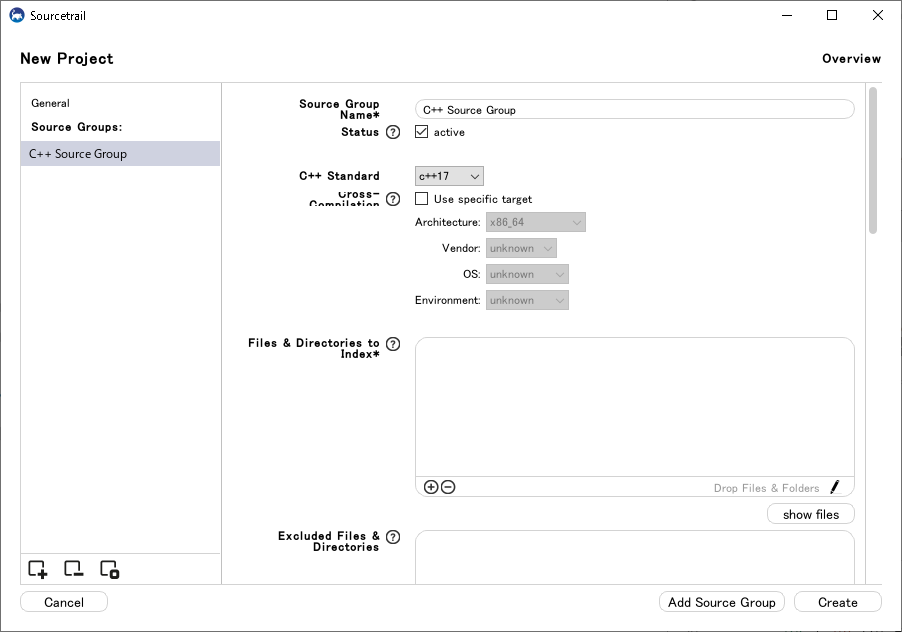 Sourcetrail
New Project
Overview
General
Source Groups:
C++ Source Group
Source Group
Name*
C++ Source Group
Status
active
C++ Standard
c++17
Cross-
Compilation
Use specific target
Architecture:
x86_64
Vendor:
unknown
OS:
unknown
Environment:
unknown
Files & Directories to
Index*
Drop Files & Folders
show files
Excluded Files &
Directories
Cancel
Add Source Group
Create